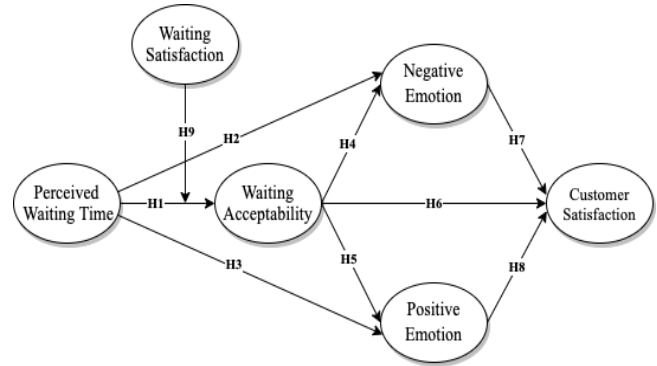 Waiting
Satisfaction
Negative
Emotion
H9
H2
H4
H7
Perceived
Waiting Time
H1
Waiting
Acceptability
H6
Customer
Satisfaction
H3
H5
H8
Positive
Emotion